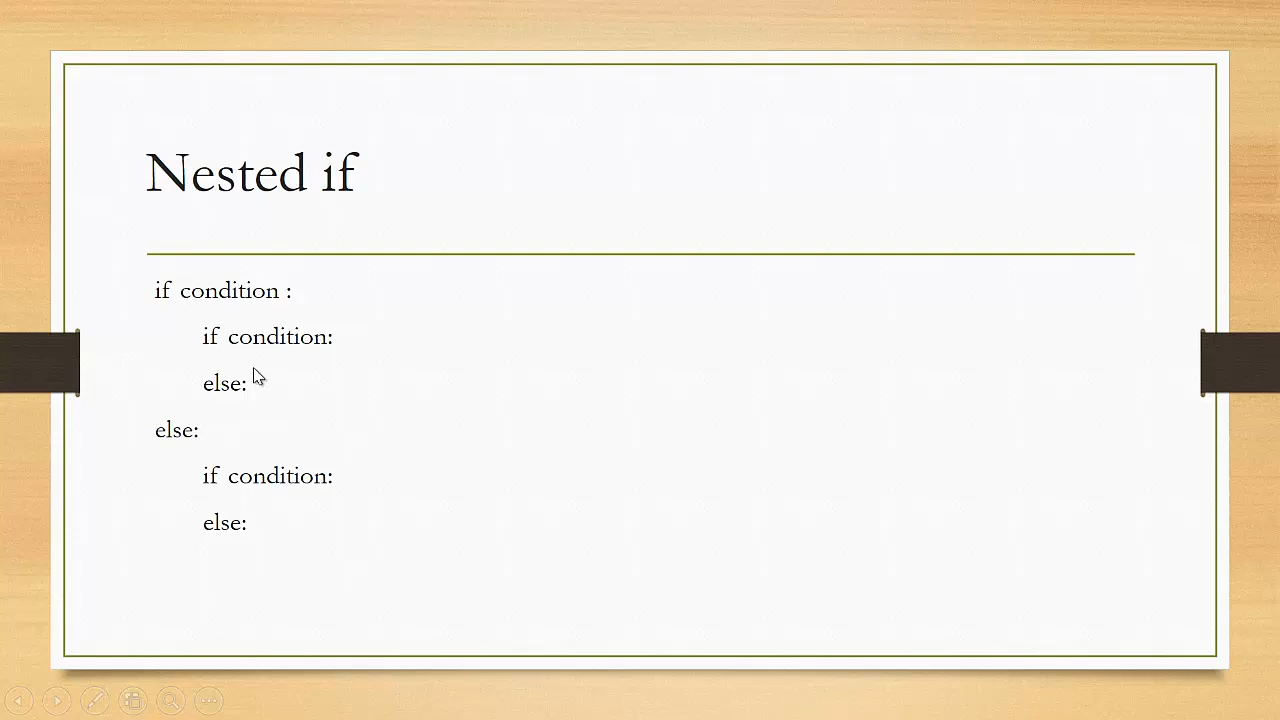 Nested if
if condition :
if condition:
else:
else:
if condition:
else: